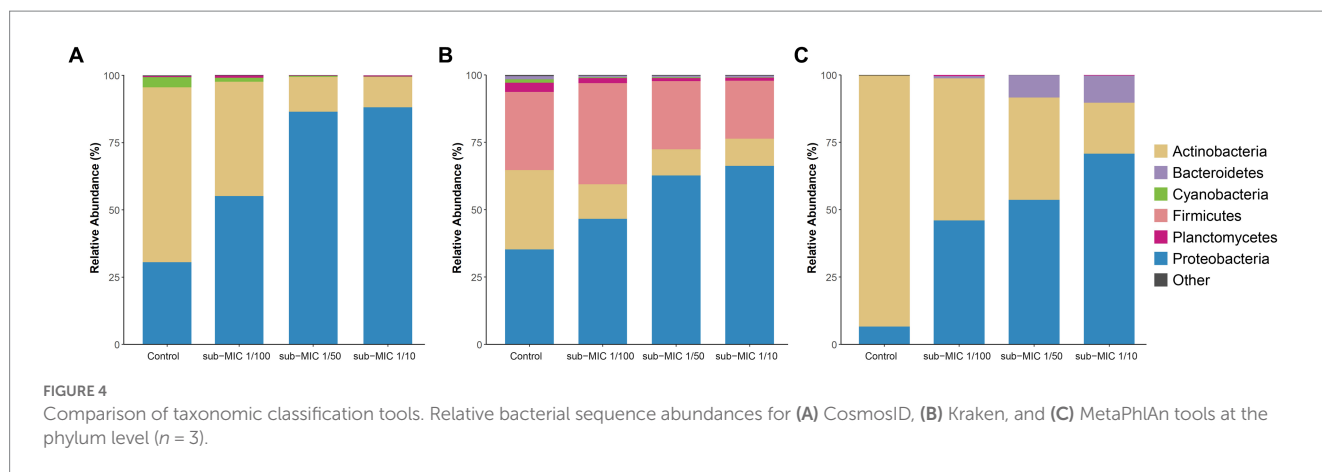 A
Relative Abundance (%)
100
75
50
25
0
Control
sub-MIC 1/100
sub-MIC 1/50
sub-MIC 1/10
B
Relative Abundance (%)
100
75
50
25
0
Control
sub-MIC 1/100
sub-MIC 1/50
sub-MIC 1/10
C
Relative Abundance (%)
100
75
50
25
0
Control
sub-MIC 1/100
sub-MIC 1/50
sub-MIC 1/10
Actinobacteria
Bacteroidetes
Cyanobacteria
Firmicutes
Planctomycetes
Proteobacteria
Other
FIGURE 4
Comparison of taxonomic classification tools. Relative bacterial sequence abundances for (A) CosmosID, (B) Kraken, and (C) MetaPhlAn tools at the
phylum level (n = 3).